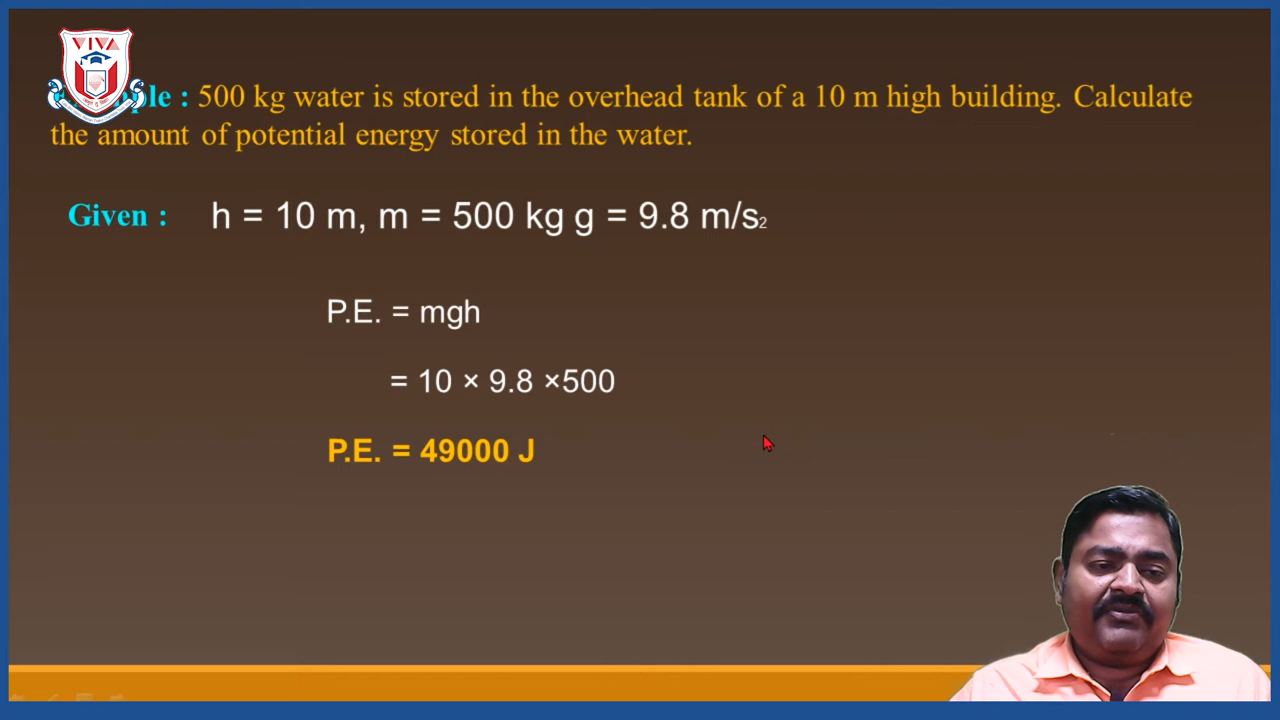 VIVA
ple : 500 kg water is stored in the overhead tank of a 10 m high building. Calculate
the amount of potential energy stored in the water.
Given : h = 10 m, m = 500 kg g = 9.8 m/s2
P.E. = mgh
= 10 × 9.8 ×500
P.E. = 49000 J